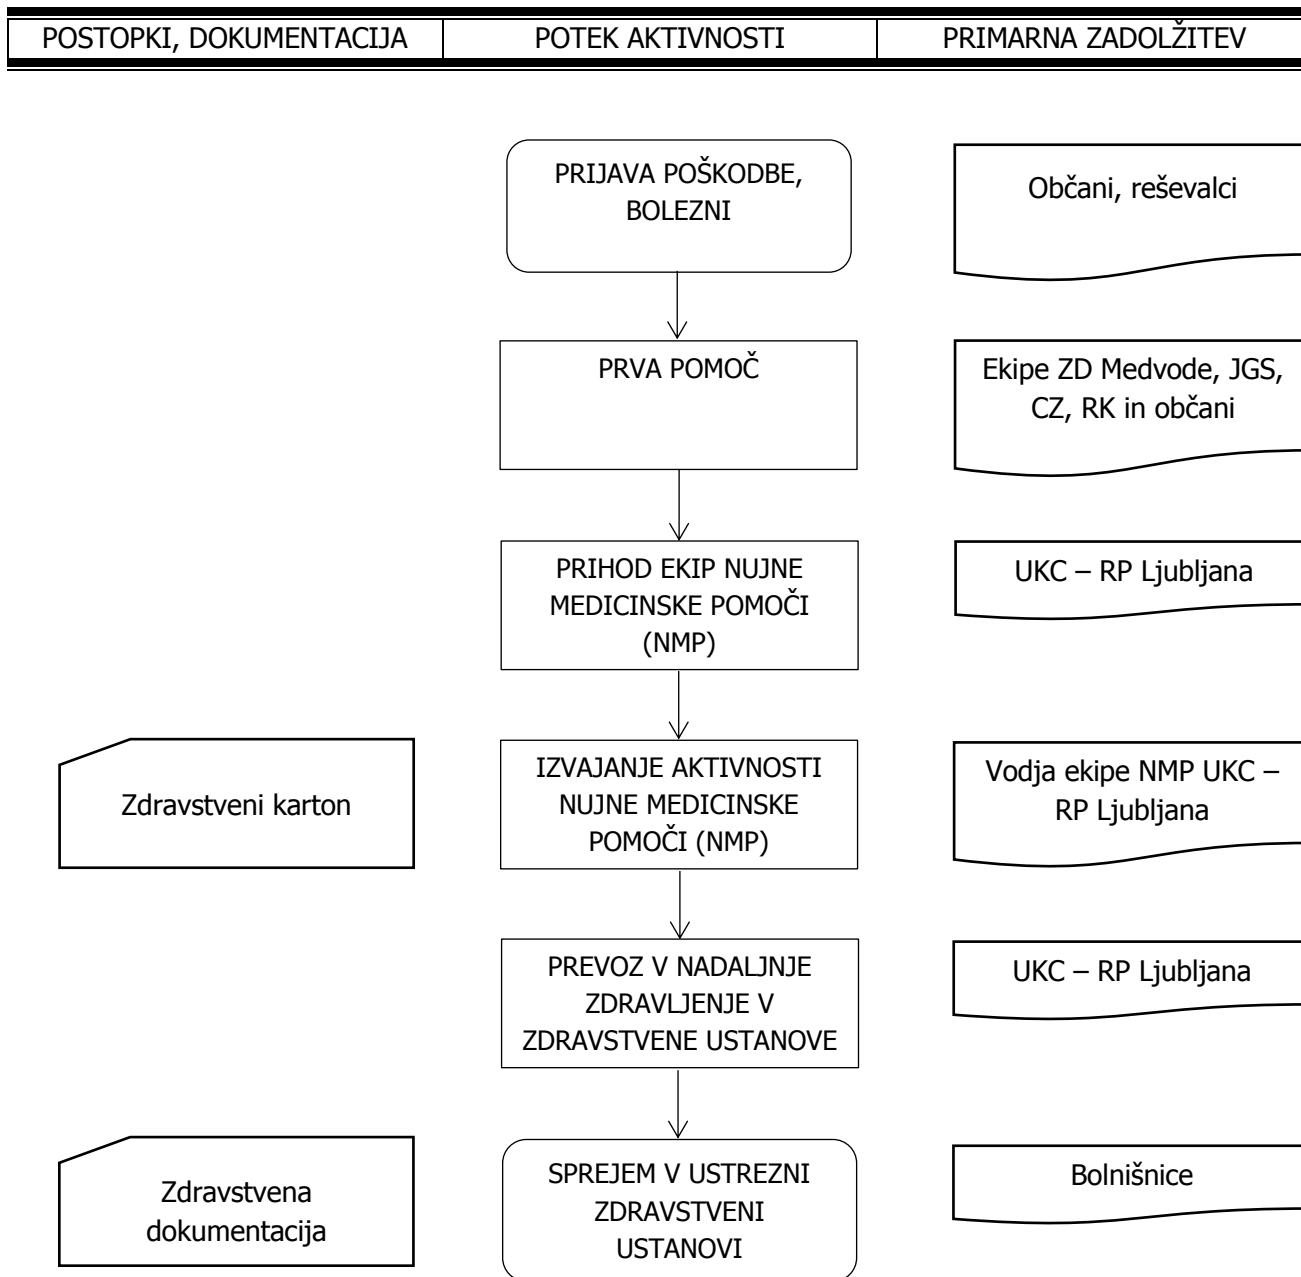 POSTOPKI, DOKUMENTACIJA
POTEK AKTIVNOSTI
PRIMARNA ZADOLŽITEV
PRIJAVA POŠKODBE,
BOLEZNI
Občani, reševalci
PRVA POMOČ
Ekipe ZD Medvode, JGS,
CZ, RK in občani
PRIHOD EKIP NUJNE
MEDICINSKE POMOČI
(NMP)
UKC – RP Ljubljana
Zdravstveni karton
IZVAJANJE AKTIVNOSTI
NUJNE MEDICINSKE
POMOČI (NMP)
Vodja ekipe NMP UKC –
RP Ljubljana
PREVOZ V NADALJNJE
ZDRAVLJENJE V
ZDRAVSTVENE USTANOVE
UKC – RP Ljubljana
Zdravstvena
dokumentacija
SPREJEM V USTREZNI
ZDRAVSTVENI
USTANOVI
Bolnišnice